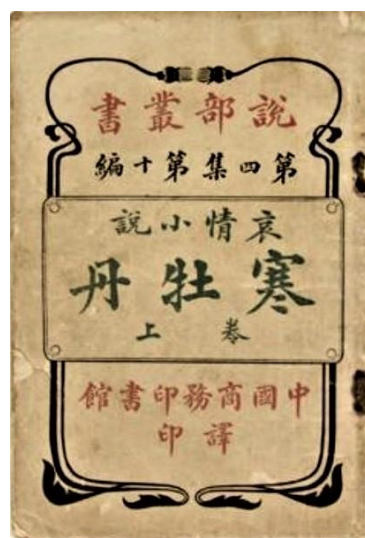 說部叢書
第四集第十編
哀情小說
寒牡丹
卷上
中國商務印書館
譯印